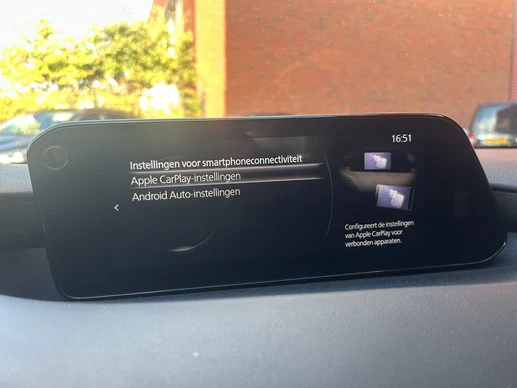 16:51
Instellingen voor smartphoneconnectiviteit
Apple CarPlay-instellingen
Android Auto-instellingen
Configureert de instellingen
van Apple CarPlay voor
verbonden apparaten.